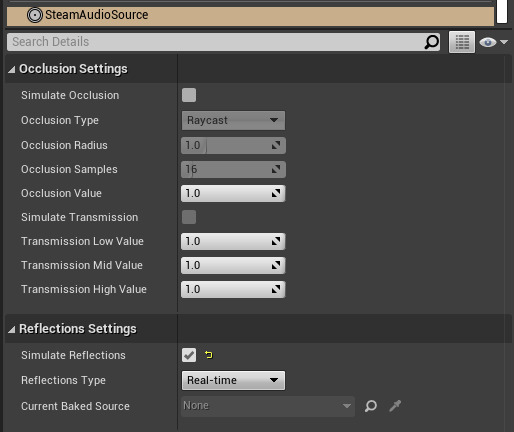 SteamAudioSource
Search Details
Occlusion Settings
Simulate Occlusion
Occlusion Type Raycast
Occlusion Radius 1.0
Occlusion Samples 16
Occlusion Value 1.0
Simulate Transmission
Transmission Low Value 1.0
Transmission Mid Value 1.0
Transmission High Value 1.0
Reflections Settings
Simulate Reflections
Reflections Type Real-time
Current Baked Source None